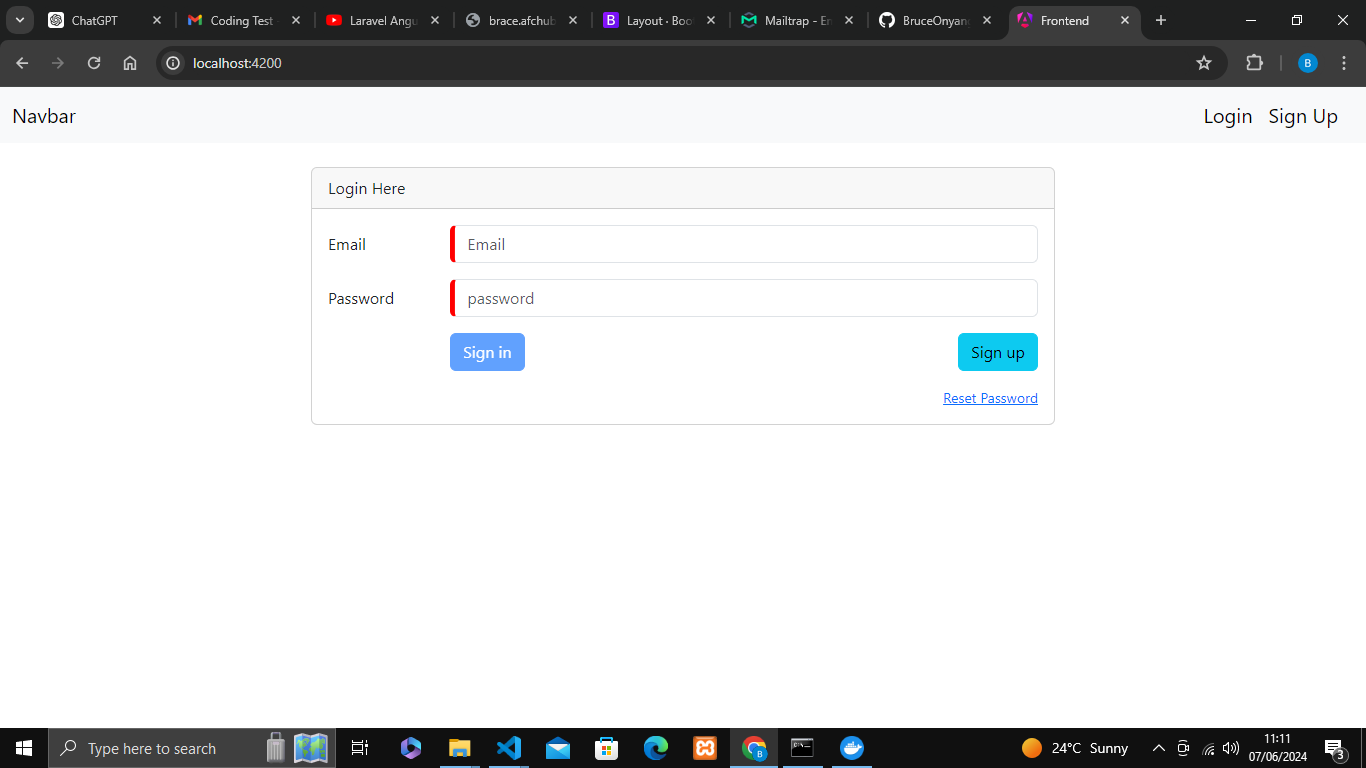 ChatGPT
Coding Test
Laravel Angu
brace.afchub
Layout · Boo
Mailtrap - En
BruceOnyan
Frontend
localhost:4200
B
Navbar
Login
Sign Up
Login Here
Email
Email
Password
password
Sign in
Sign up
Reset Password
Type here to search
24°C Sunny
11:11
07/06/2024
3